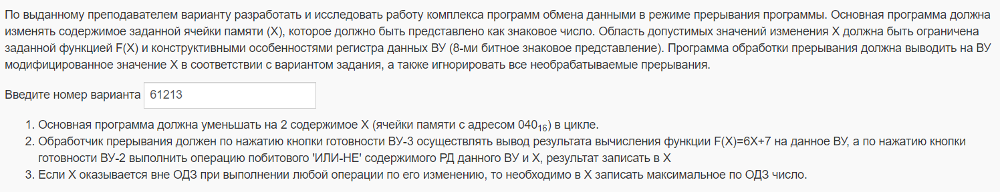 По выданному преподавателем варианту разработать и исследовать работу комплекса программ обмена данными в режиме прерывания программы. Основная программа должна
изменять содержимое заданной ячейки памяти (Х), которое должно быть представлено как знаковое число. Область допустимых значений изменения Х должна быть ограничена
заданной функцией F(X) и конструктивными особенностями регистра данных ВУ (8-ми битное знаковое представление). Программа обработки прерывания должна выводить на ВУ
модифицированное значение Х в соответствии с вариантом задания, а также игнорировать все необрабатываемые прерывания.
Введите номер варианта 61213
1. Основная программа должна уменьшать на 2 содержимое X (ячейки памяти с адресом 040₁₆) в цикле.
2. Обработчик прерывания должен по нажатию кнопки готовности ВУ-3 осуществлять вывод результата вычисления функции F(X)=6X+7 на данное ВУ, a по нажатию кнопки
готовности ВУ-2 выполнить операцию побитового 'ИЛИ-НЕ' содержимого РД данного ВУ и X, результат записать в X
3. Если X оказывается вне ОДЗ при выполнении любой операции по его изменению, то необходимо в X записать максимальное по ОДЗ число.